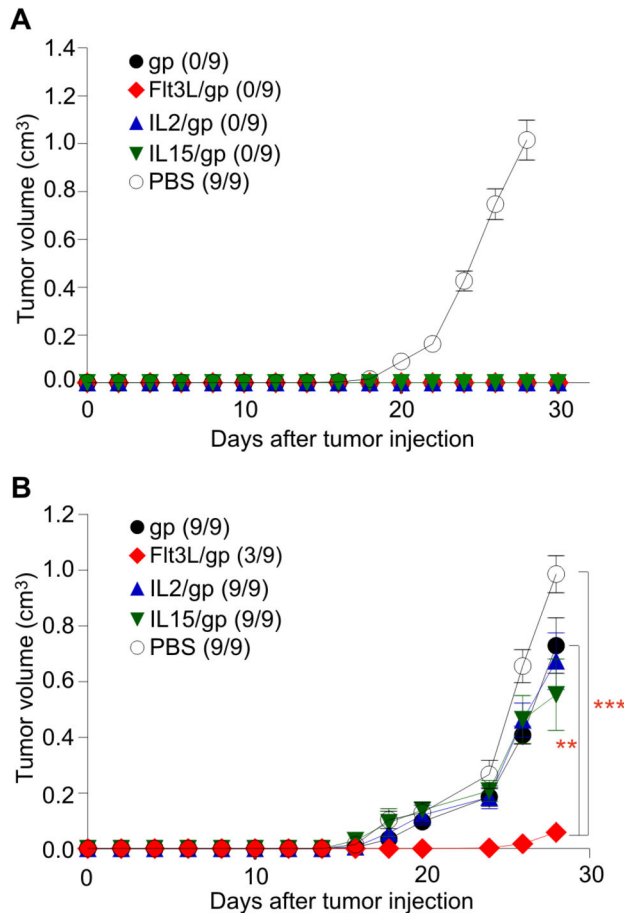 A
Tumor volume (cm³)
1.4
1.2
1.0
0.8
0.6
0.4
0.2
0.0
gp (0/9)
Flt3L/gp (0/9)
IL2/gp (0/9)
IL15/gp (0/9)
PBS (9/9)
0 10 20 30
Days after tumor injection
B
Tumor volume (cm³)
1.2
1.0
0.8
0.6
0.4
0.2
0.0
gp (9/9)
Flt3L/gp (3/9)
IL2/gp (9/9)
IL15/gp (9/9)
PBS (9/9)
***
**
0 10 20 30
Days after tumor injection